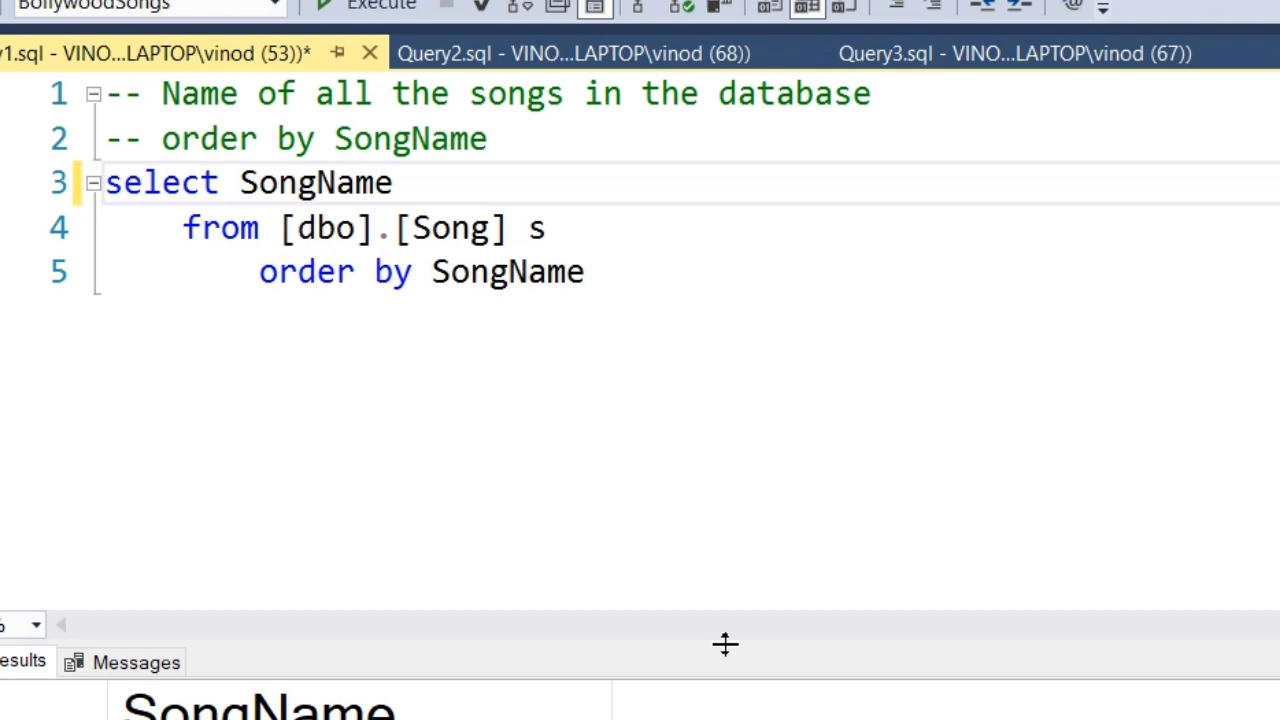 BollywoodSongs Execute
1.sql - VINO...LAPTOP\vinod (53))* Query2.sql - VINO...LAPTOP\vinod (68)) Query3.sql - VINO...LAPTOP\vinod (67))
1 -- Name of all the songs in the database
2 -- order by SongName
3 select SongName
4 from [dbo].[Song] s
5 order by SongName
%
esults Messages
SongName